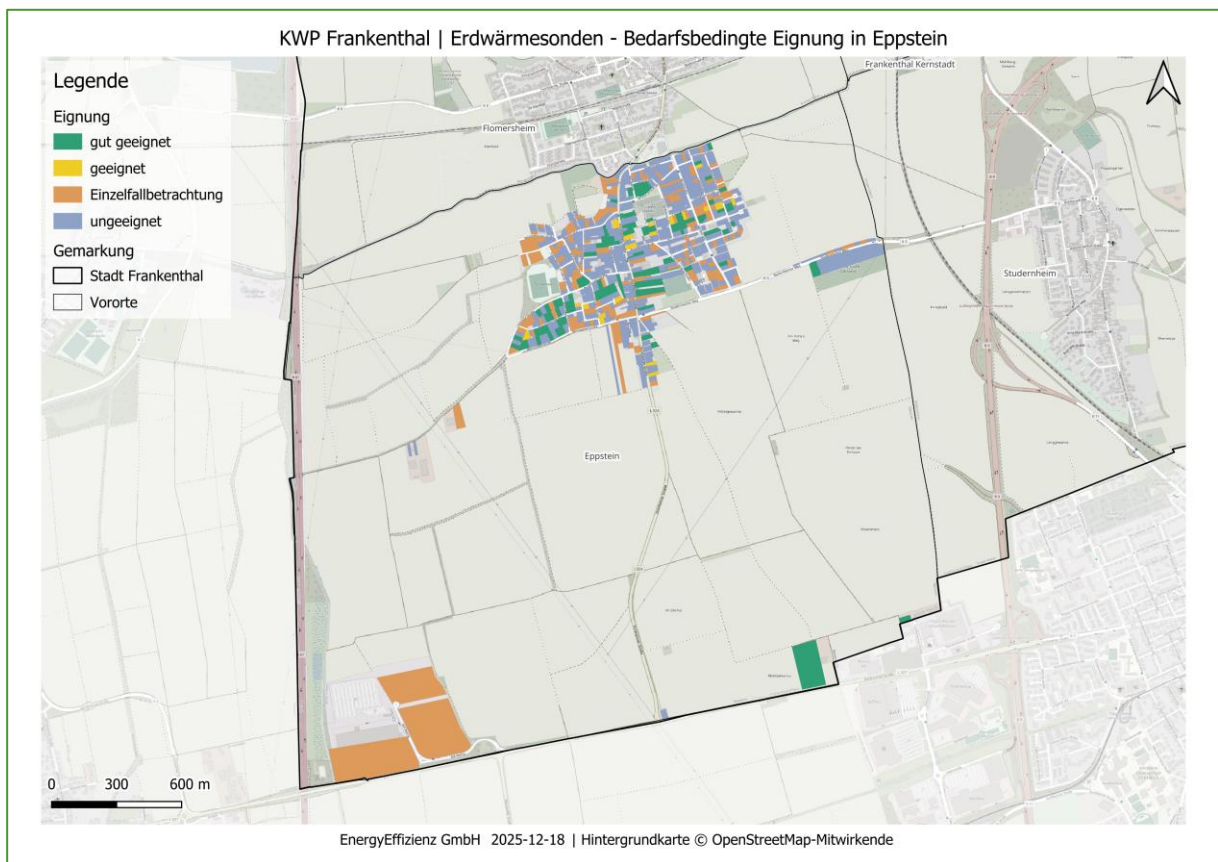 KWP Frankenthal | Erdwärmesonden - Bedarfsbedingte Eignung in Eppstein
Legende
Eignung
gut geeignet
geeignet
Einzelfallbetrachtung
ungeeignet
Gemarkung
Stadt Frankenthal
Vororte
Frankenthal Kernstadt
Flomersheim
Studernheim
Eppstein
0 300 600 m
EnergyEffizienz GmbH 2025-12-18 | Hintergrundkarte © OpenStreetMap-Mitwirkende